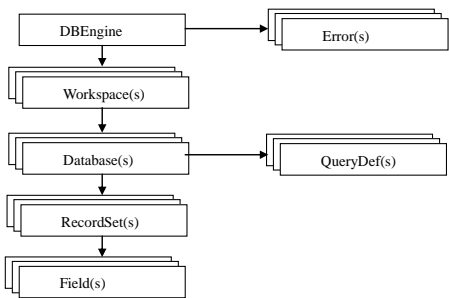 DBEngine
Error(s)
Workspace(s)
Database(s)
QueryDef(s)
RecordSet(s)
Field(s)